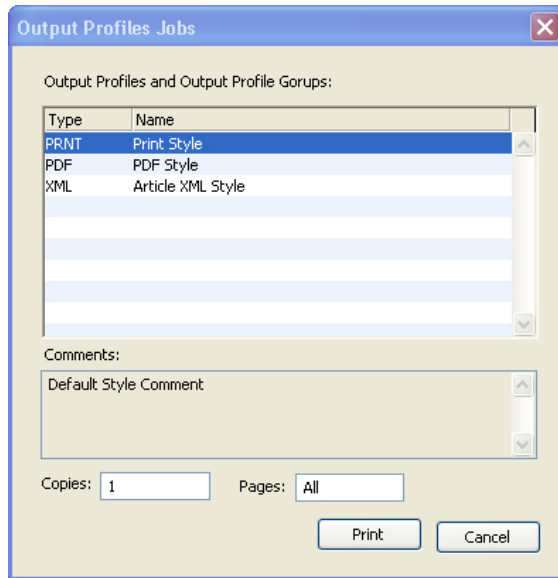 Output Profiles Jobs
Output Profiles and Output Profile Gorups:
Type Name
PRNT Print Style
PDF PDF Style
XML Article XML Style
Comments:
Default Style Comment
Copies: 1 Pages: All
Print Cancel